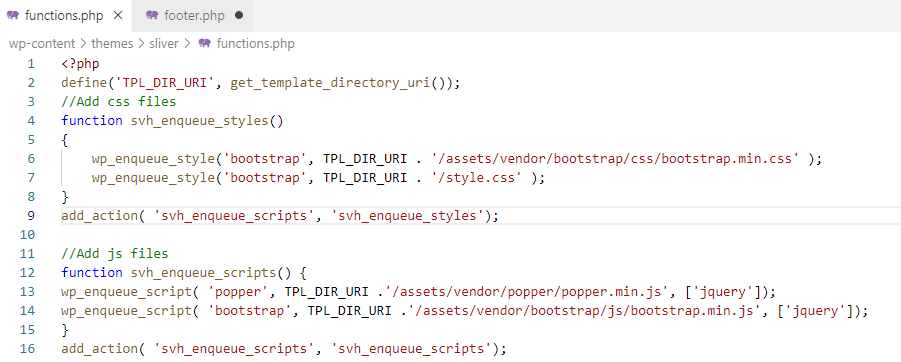 functions.php
footer.php
wp-content > themes > sliver > functions.php
1 <?php
2 define('TPL_DIR_URI', get_template_directory_uri());
3 //Add css files
4 function svh_enqueue_styles()
5 {
6     wp_enqueue_style('bootstrap', TPL_DIR_URI . '/assets/vendor/bootstrap/css/bootstrap.min.css' );
7     wp_enqueue_style('bootstrap', TPL_DIR_URI . '/style.css' );
8 }
9 add_action( 'svh_enqueue_scripts', 'svh_enqueue_styles');
10
11 //Add js files
12 function svh_enqueue_scripts() {
13 wp_enqueue_script( 'popper', TPL_DIR_URI .'/assets/vendor/popper/popper.min.js', ['jquery']);
14 wp_enqueue_script( 'bootstrap', TPL_DIR_URI .'/assets/vendor/bootstrap/js/bootstrap.min.js', ['jquery']);
15 }
16 add_action( 'svh_enqueue_scripts', 'svh_enqueue_scripts');